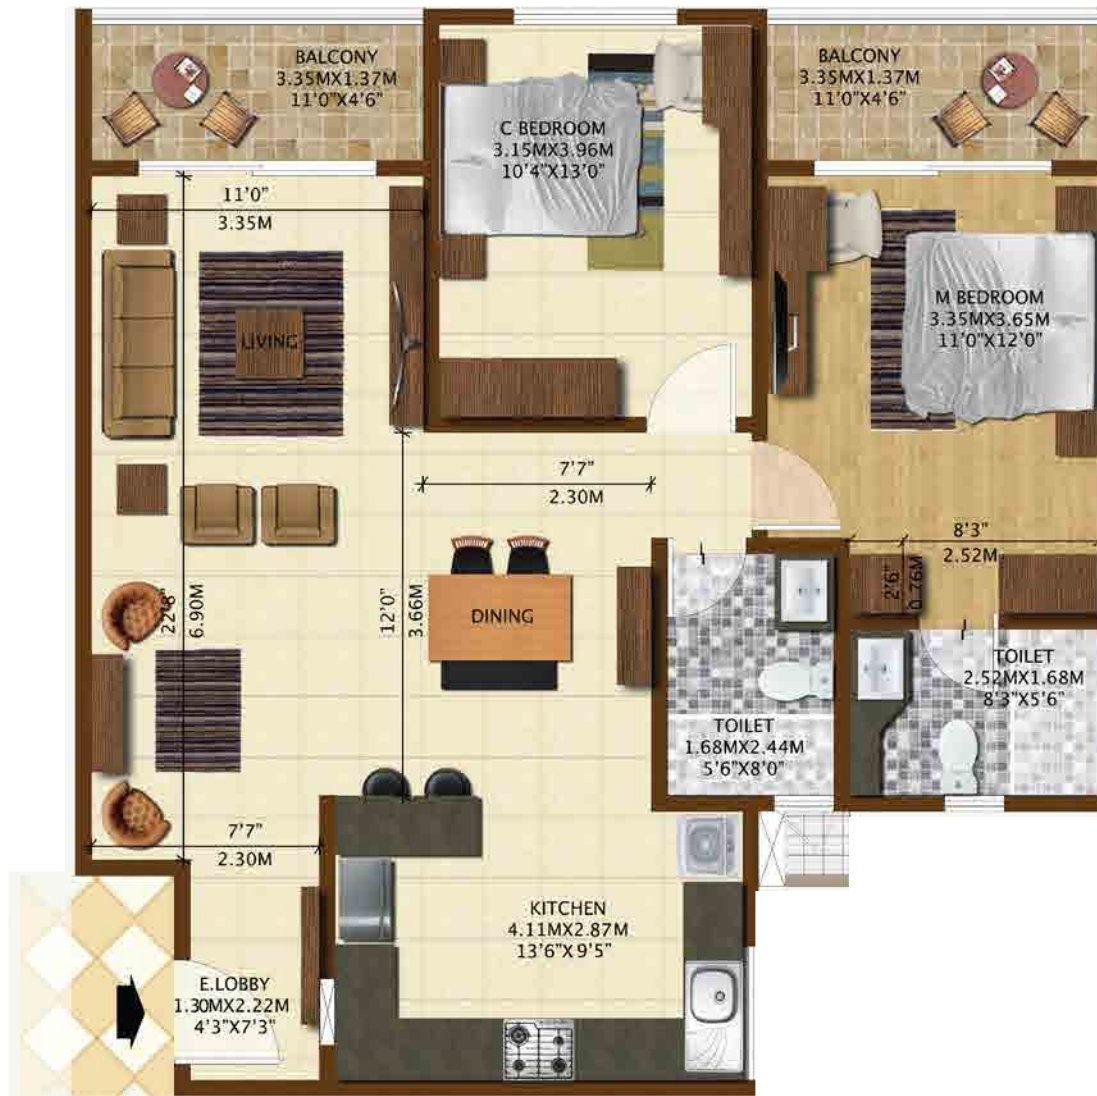 BALCONY
3.35MX1.37M
11'0"X4'6"
C BEDROOM
3.15MX3.96M
10'4"X13'0"
BALCONY
3.35MX1.37M
11'0"X4'6"
11'0"
3.35M
LIVING
M BEDROOM
3.35MX3.65M
11'0"X12'0"
7'7"
2.30M
8'3"
2.52M
2'6"
0.76M
22'8"
6.90M
12'0"
3.66M
DINING
TOILET
2.52MX1.68M
8'3"X5'6"
TOILET
1.68MX2.44M
5'6"X8'0"
7'7"
2.30M
KITCHEN
4.11MX2.87M
13'6"X9'5"
E.LOBBY
1.30MX2.22M
4'3"X7'3"